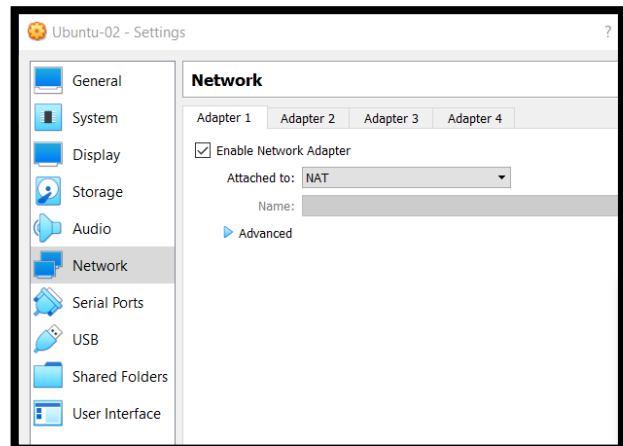 Ubuntu-02 - Settings ?
General
System
Display
Storage
Audio
Network
Serial Ports
USB
Shared Folders
User Interface
Network
Adapter 1 Adapter 2 Adapter 3 Adapter 4
Enable Network Adapter
Attached to: NAT
Name:
Advanced